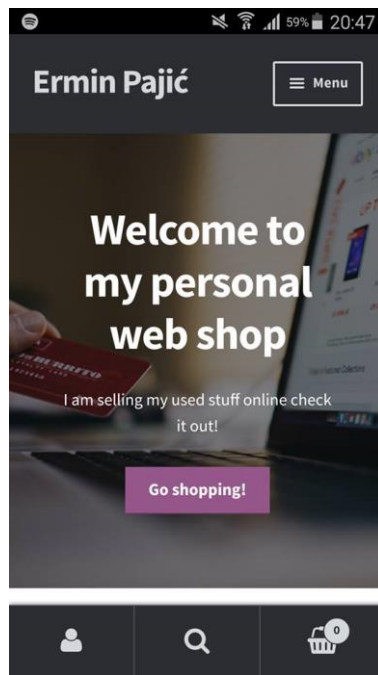 59% 20:47
Ermin Pajić
Menu
Welcome to
my personal
web shop
BURRITO
I am selling my used stuff online check
it out!
Go shopping!
0